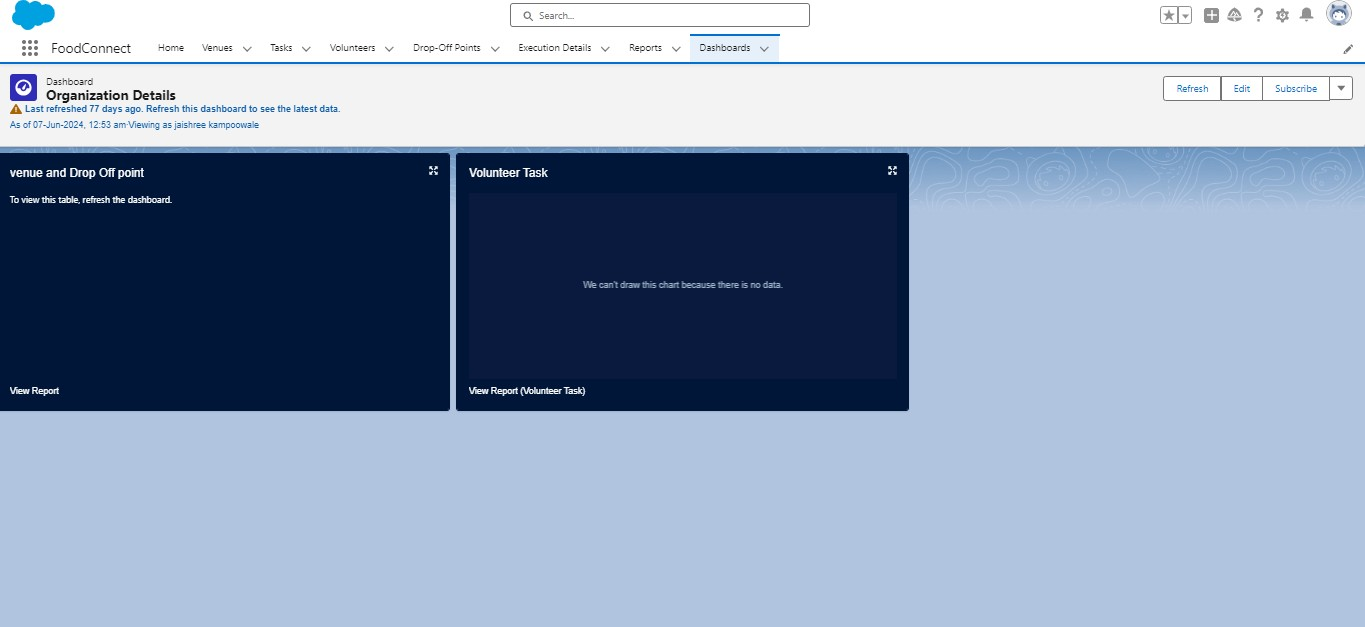 Search...
FoodConnect
Home
Venues
Tasks
Volunteers
Drop-Off Points
Execution Details
Reports
Dashboards
Dashboard
Organization Details
Last refreshed 77 days ago. Refresh this dashboard to see the latest data.
As of 07-Jun-2024, 12:53 am·Viewing as jaishree kampoowale
Refresh
Edit
Subscribe
venue and Drop Off point
To view this table, refresh the dashboard.
View Report
Volunteer Task
We can't draw this chart because there is no data.
View Report (Volunteer Task)